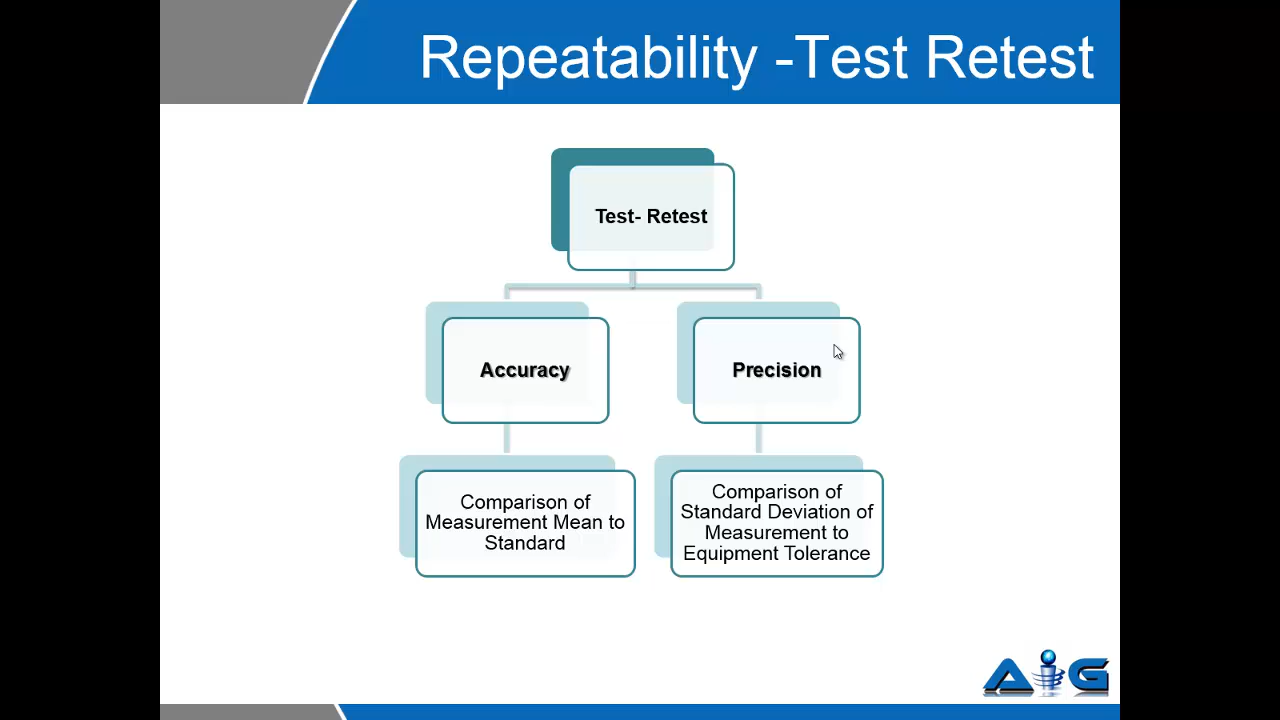 Repeatability -Test Retest
Test- Retest
Accuracy
Precision
Comparison of
Measurement Mean to
Standard
Comparison of
Standard Deviation of
Measurement to
Equipment Tolerance
AiG